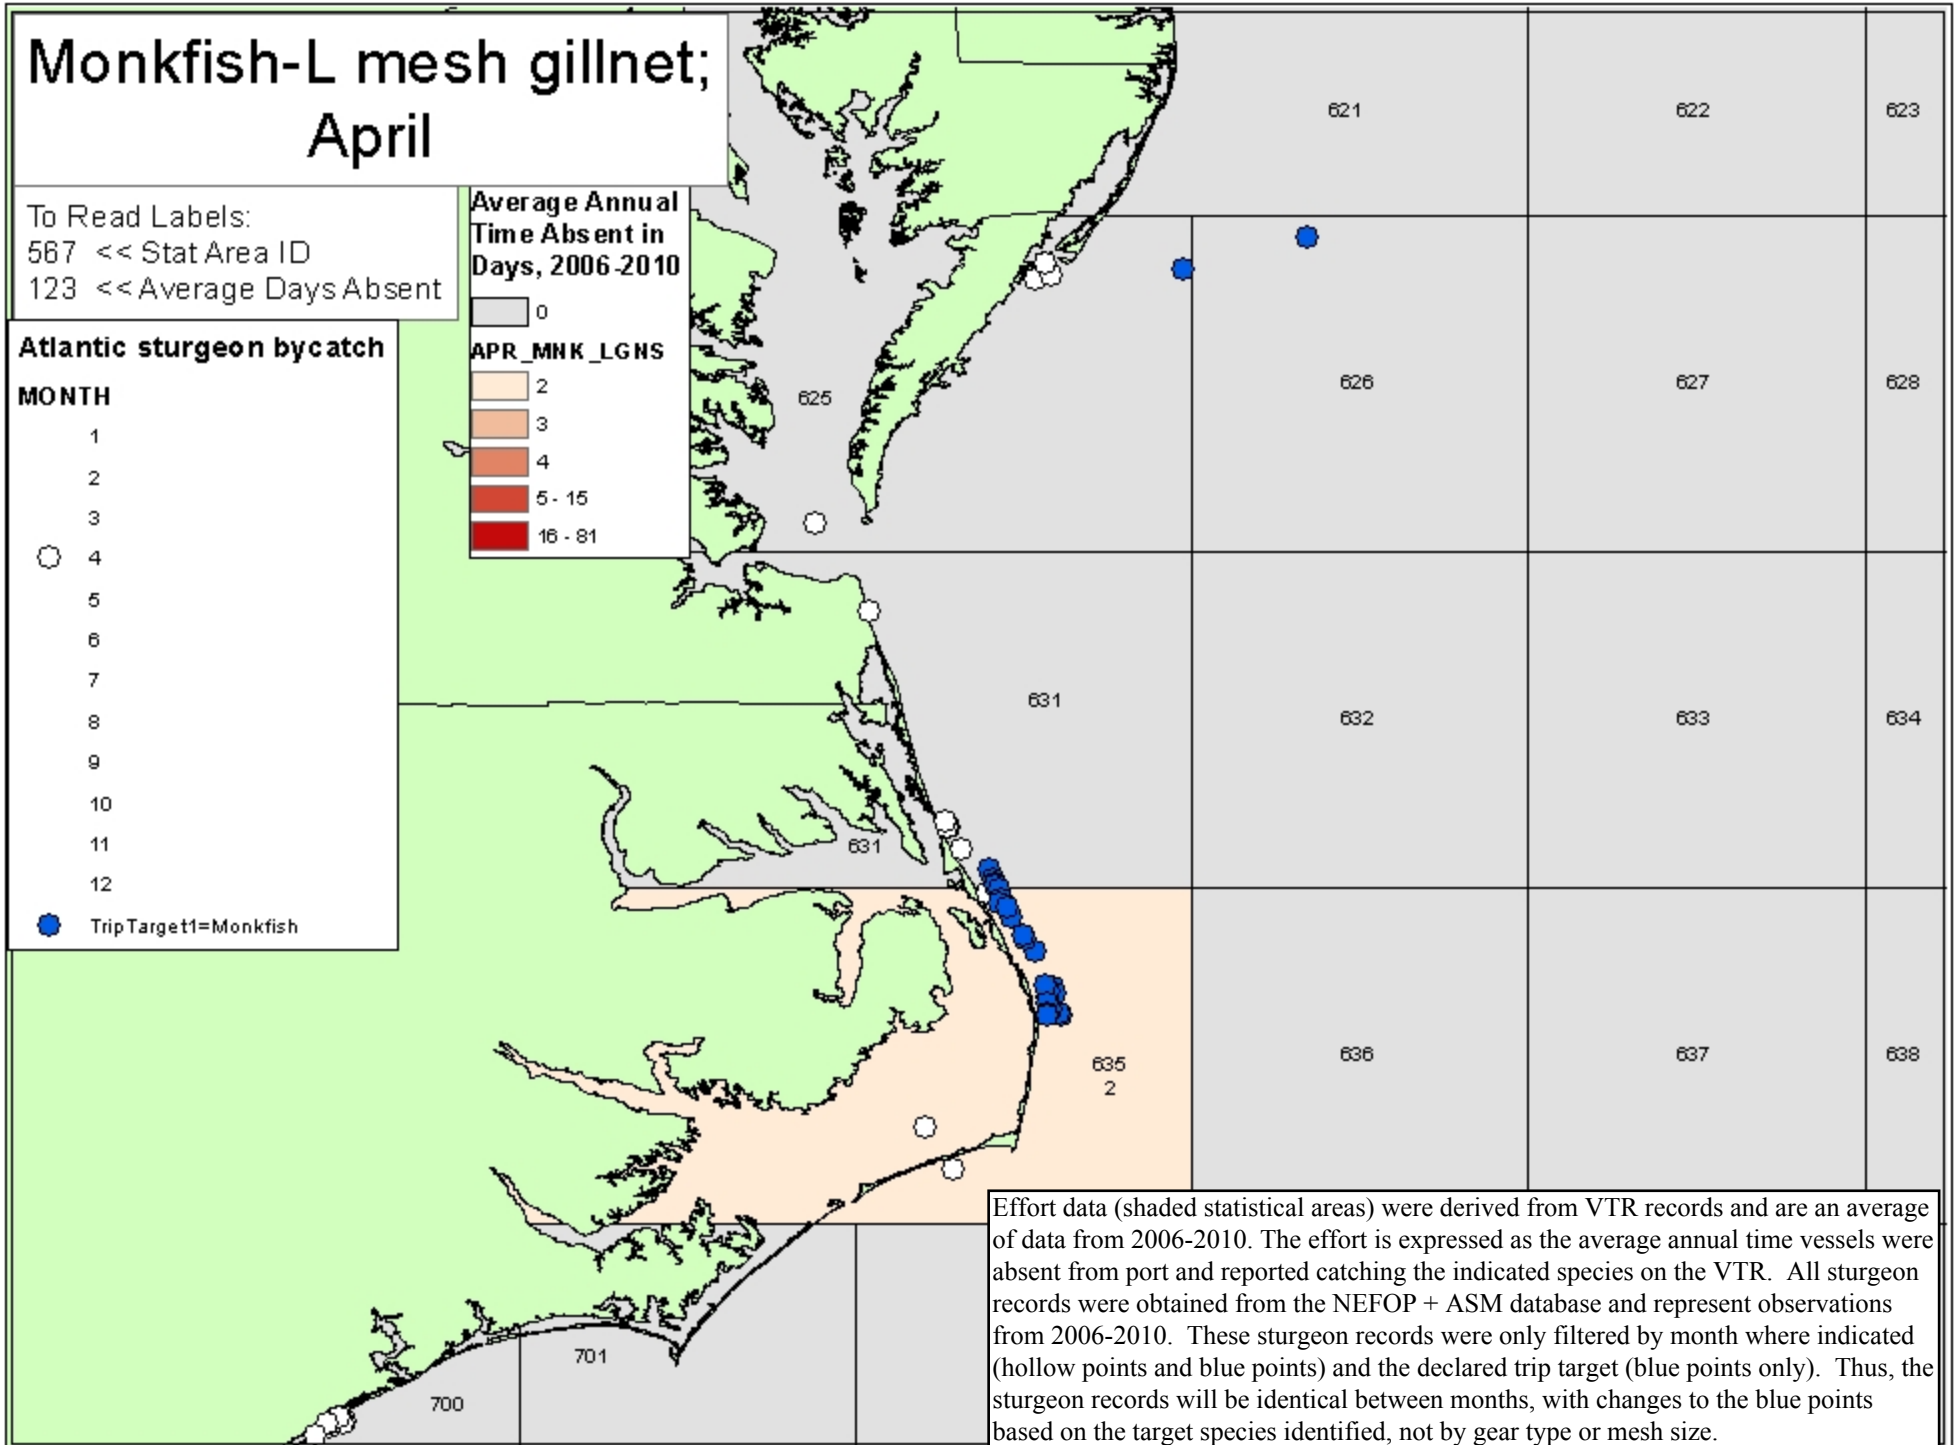 Monkfish-L mesh gillnet;
April
To Read Labels:
567 << Stat Area ID
123 << Average Days Absent
Average Annual
Time Absent in
Days, 2006-2010
0
APR_MNK_LGNS
2
3
4
5 - 15
16 - 81
Atlantic sturgeon bycatch
MONTH
1
2
3
4
5
6
7
8
9
10
11
12
TripTarget1=Monkfish
621
622
623
625
626
627
628
631
632
633
634
631
635
2
636
637
638
701
700
Effort data (shaded statistical areas) were derived from VTR records and are an average
of data from 2006-2010. The effort is expressed as the average annual time vessels were
absent from port and reported catching the indicated species on the VTR.  All sturgeon
records were obtained from the NEFOP + ASM database and represent observations
from 2006-2010.  These sturgeon records were only filtered by month where indicated
(hollow points and blue points) and the declared trip target (blue points only).  Thus, the
sturgeon records will be identical between months, with changes to the blue points
based on the target species identified, not by gear type or mesh size.